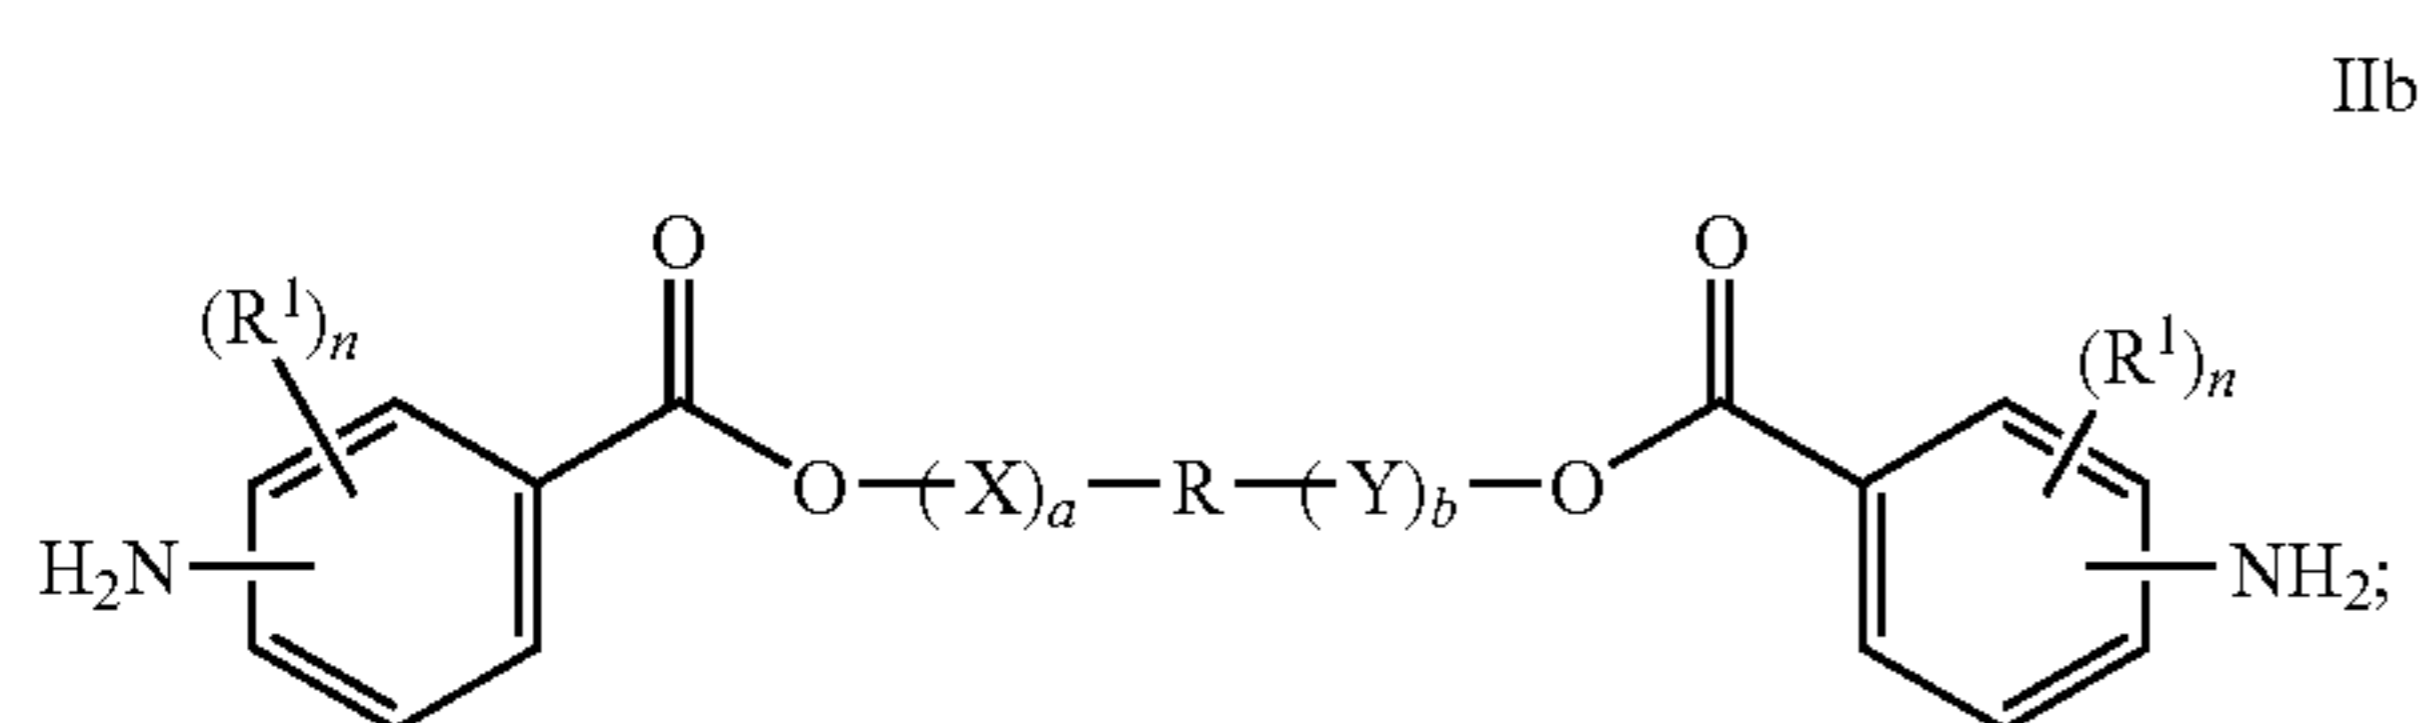 IIb
O O
(R¹)ₙ (R¹)ₙ
O—(X)ₐ—R—(Y)b—O
H₂N NH₂;